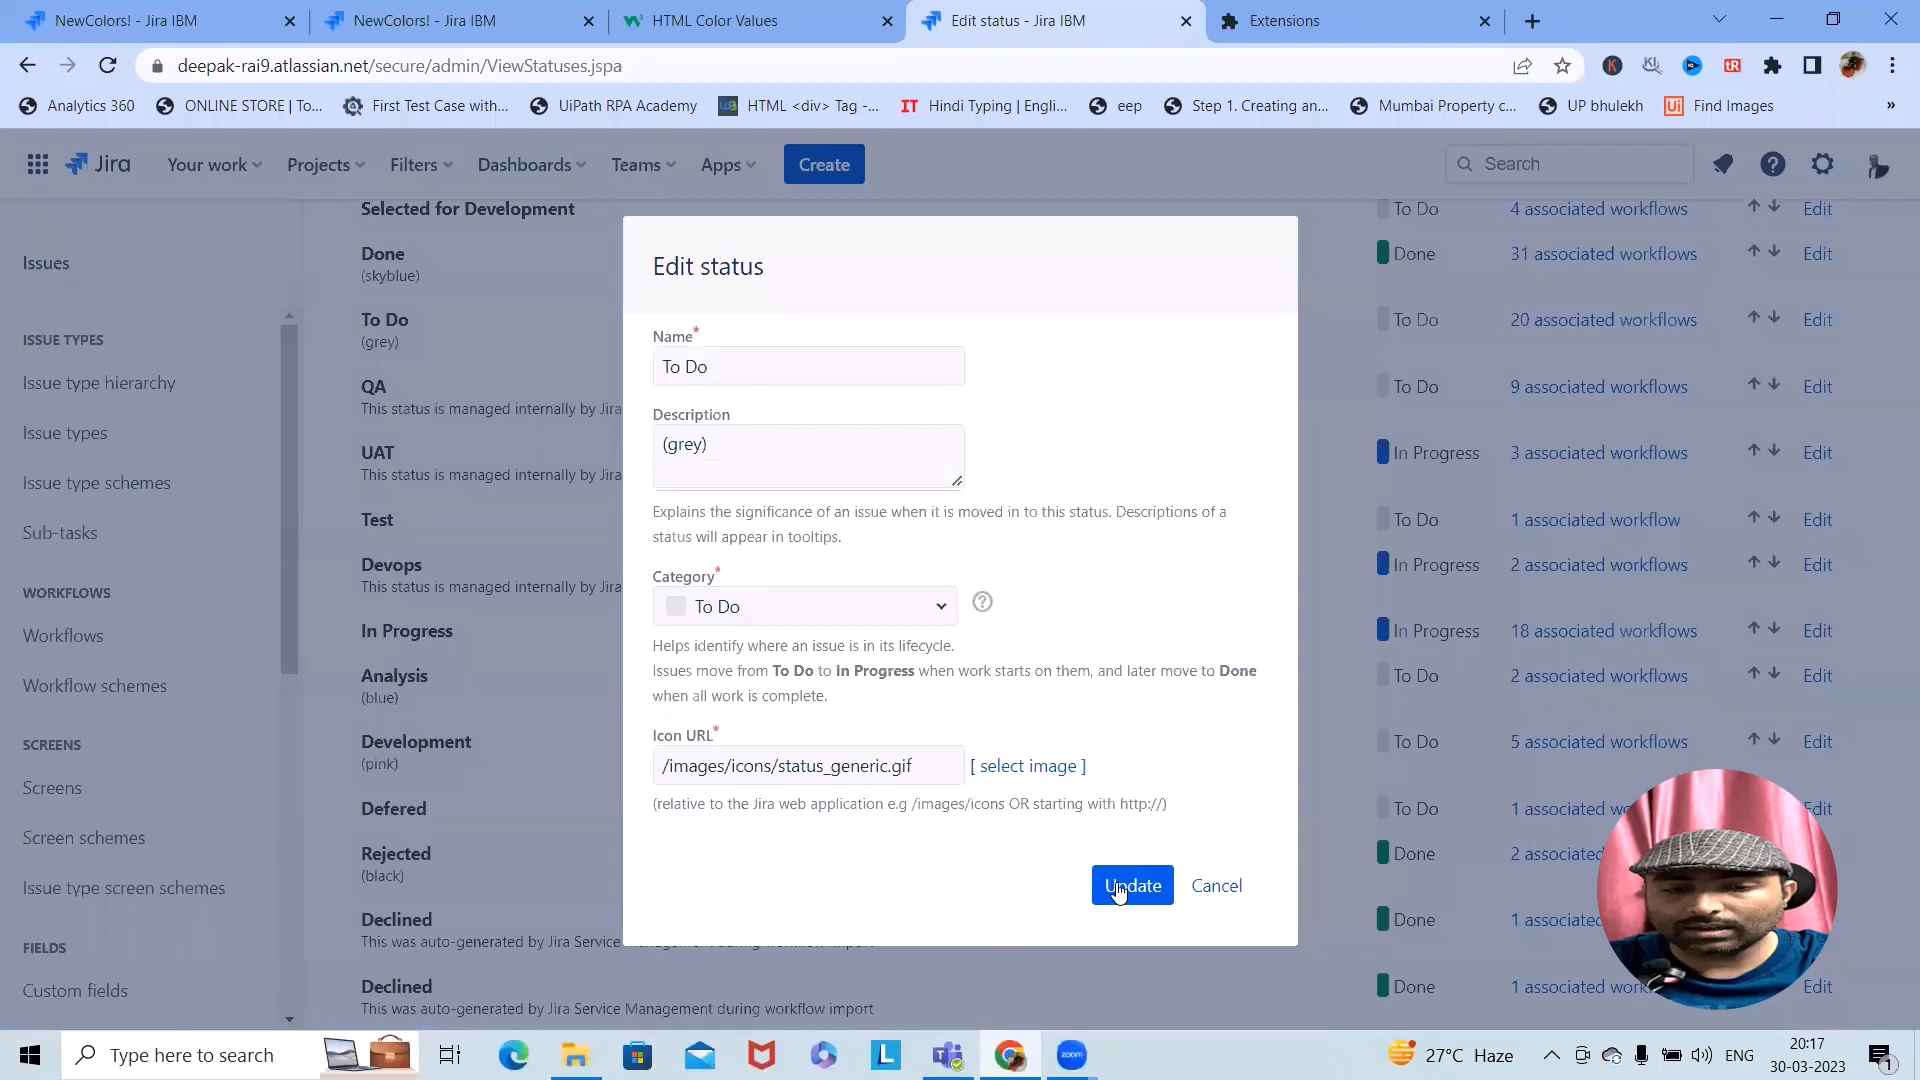 NewColors! - Jira IBM
NewColors! - Jira IBM
HTML Color Values
Edit status - Jira IBM
Extensions
deepak-rai9.atlassian.net/secure/admin/ViewStatuses.jspa
Analytics 360
ONLINE STORE | To...
First Test Case with...
UiPath RPA Academy
HTML <div> Tag -...
Hindi Typing | Engli...
eep
Step 1. Creating an...
Mumbai Property c...
UP bhulekh
Find Images
»
Jira
Your work
Projects
Filters
Dashboards
Teams
Apps
Create
Search
Issues
ISSUE TYPES
Issue type hierarchy
Issue types
Issue type schemes
Sub-tasks
WORKFLOWS
Workflows
Workflow schemes
SCREENS
Screens
Screen schemes
Issue type screen schemes
FIELDS
Custom fields
Selected for Development
To Do 4 associated workflows Edit
Done
(skyblue)
Done 31 associated workflows Edit
To Do
(grey)
To Do 20 associated workflows Edit
QA
This status is managed internally by Jira
To Do 9 associated workflows Edit
UAT
This status is managed internally by Jira
In Progress 3 associated workflows Edit
Test
To Do 1 associated workflow Edit
Devops
This status is managed internally by Jira
In Progress 2 associated workflows Edit
In Progress
In Progress 18 associated workflows Edit
Analysis
(blue)
To Do 2 associated workflows Edit
Development
(pink)
To Do 5 associated workflows Edit
Defered
To Do 1 associated Edit
Rejected
(black)
Done 2 associated
Declined
This was auto-generated by Jira Service Management during workflow import
Done 1 associated
Declined
This was auto-generated by Jira Service Management during workflow import
Done 1 associated Edit
Edit status
Name*
To Do
Description
(grey)
Explains the significance of an issue when it is moved in to this status. Descriptions of a
status will appear in tooltips.
Category*
To Do
Helps identify where an issue is in its lifecycle.
Issues move from To Do to In Progress when work starts on them, and later move to Done
when all work is complete.
Icon URL*
/images/icons/status_generic.gif [ select image ]
(relative to the Jira web application e.g /images/icons OR starting with http://)
Update Cancel
Type here to search
zoom
27°C Haze
ENG
20:17
30-03-2023
1